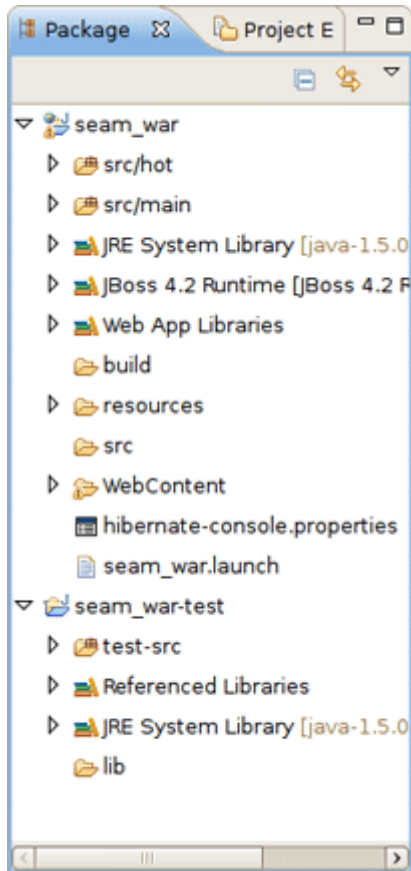 Package Project E
seam_war
src/hot
src/main
JRE System Library [java-1.5.0
JBoss 4.2 Runtime [JBoss 4.2 R
Web App Libraries
build
resources
src
WebContent
hibernate-console.properties
seam_war.launch
seam_war-test
test-src
Referenced Libraries
JRE System Library [java-1.5.0
lib